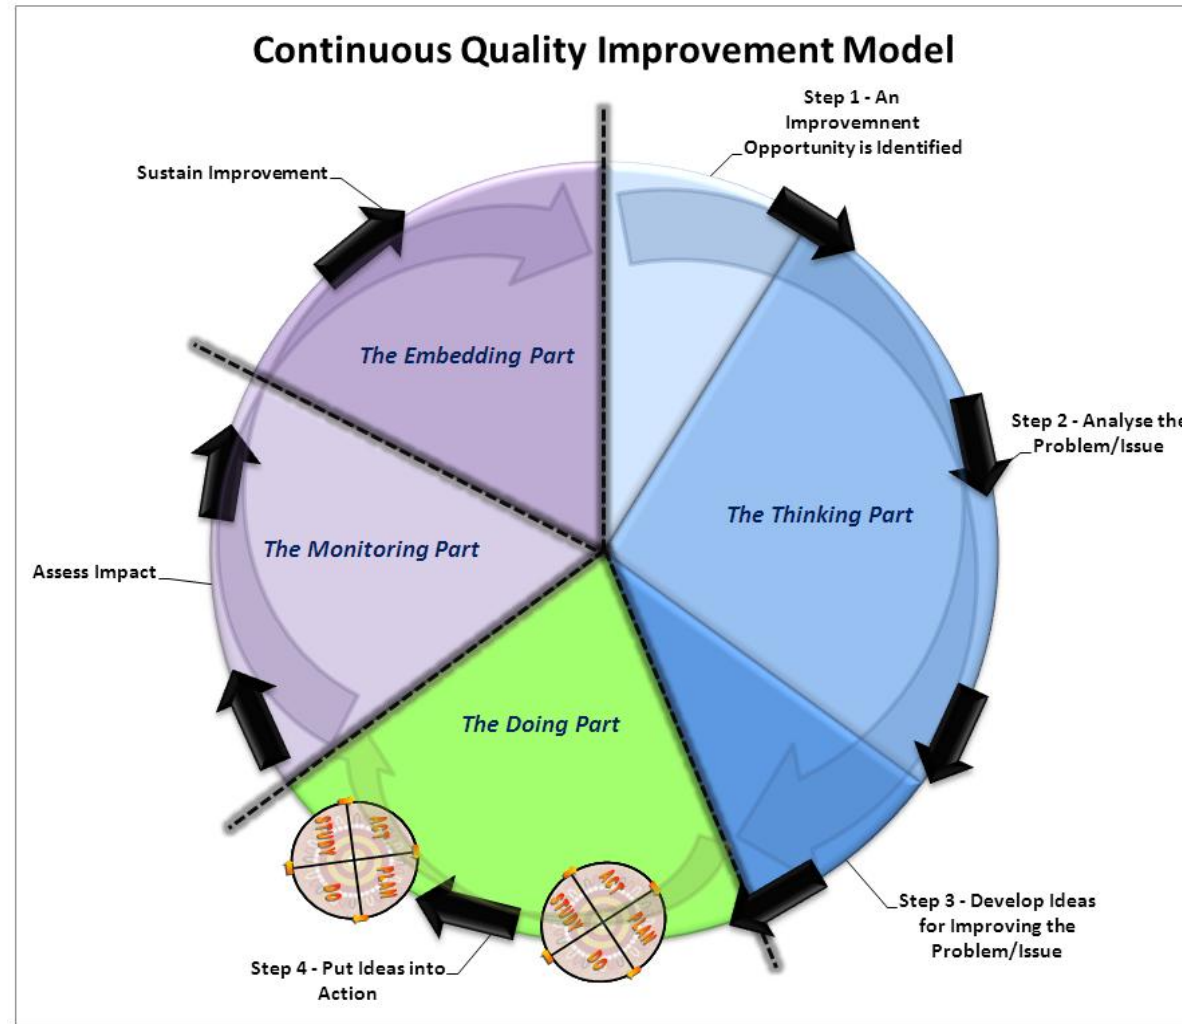 Continuous Quality Improvement Model
Step 1 - An
Improvemnent
Opportunity is Identified
Sustain Improvement
The Embedding Part
Step 2 - Analyse the
Problem/Issue
The Thinking Part
The Monitoring Part
Assess Impact
The Doing Part
STUDY
ACT
PLAN
DO
ACT
STUDY
PLAN
DO
Step 3 - Develop Ideas
for Improving the
Problem/Issue
Step 4 - Put Ideas into
Action